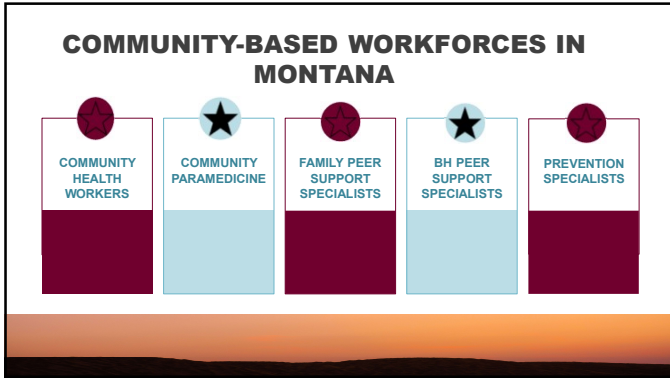 COMMUNITY-BASED WORKFORCES IN
MONTANA
COMMUNITY
HEALTH
WORKERS
COMMUNITY
PARAMEDICINE
FAMILY PEER
SUPPORT
SPECIALISTS
BH PEER
SUPPORT
SPECIALISTS
PREVENTION
SPECIALISTS